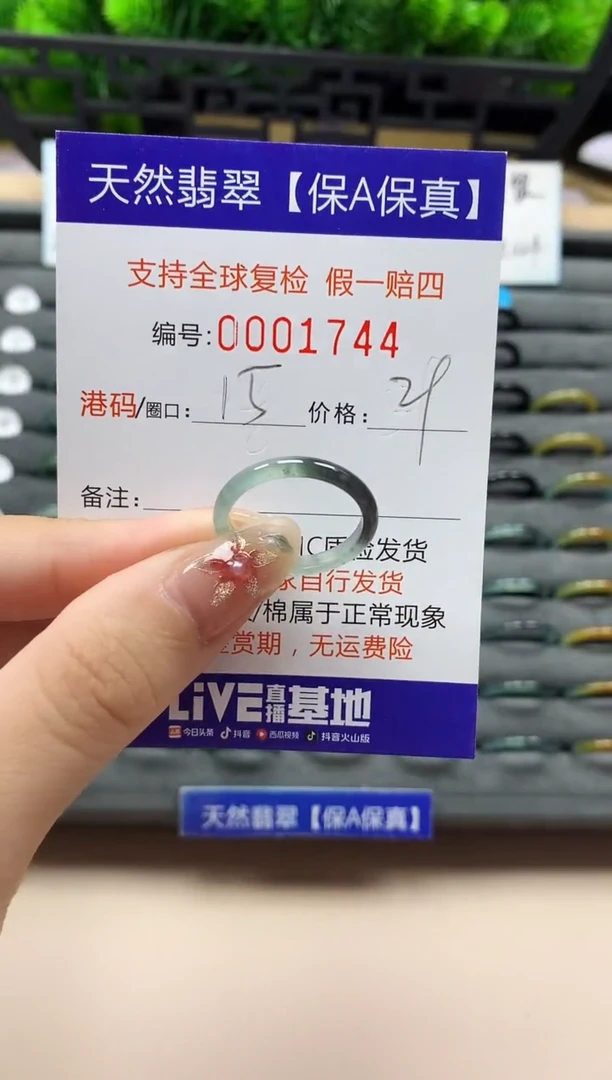 天然翡翠【保A保真】
支持全球复检 假一赔四
编号:0001744
港码/圈口: 15 价格:
备注:
IC质检发货
家自行发货
/棉属于正常现象
赏期，无运费险
LiVE直播基地
今日头条 抖音 西瓜视频 抖音火山版
天然翡翠【保A保真】